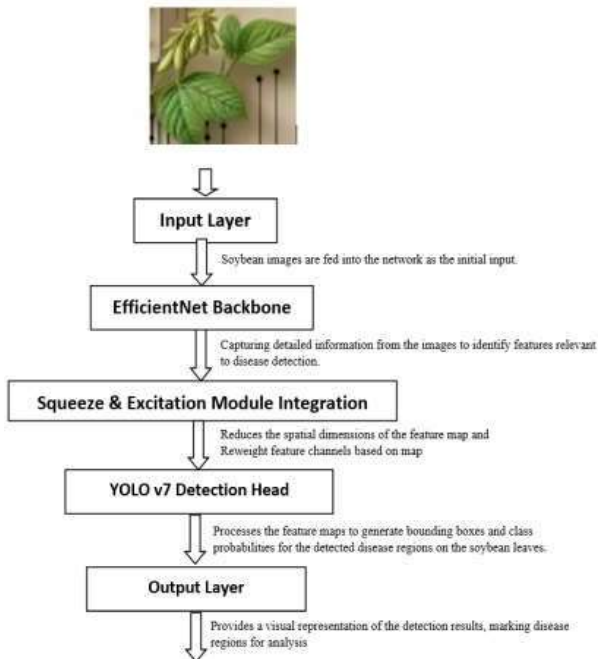 Input Layer
Soybean images are fed into the network as the initial input.
EfficientNet Backbone
Capturing detailed information from the images to identify features relevant
to disease detection.
Squeeze & Excitation Module Integration
Reduces the spatial dimensions of the feature map and
Reweight feature channels based on map
YOLO v7 Detection Head
Processes the feature maps to generate bounding boxes and class
probabilities for the detected disease regions on the soybean leaves.
Output Layer
Provides a visual representation of the detection results, marking disease
regions for analysis